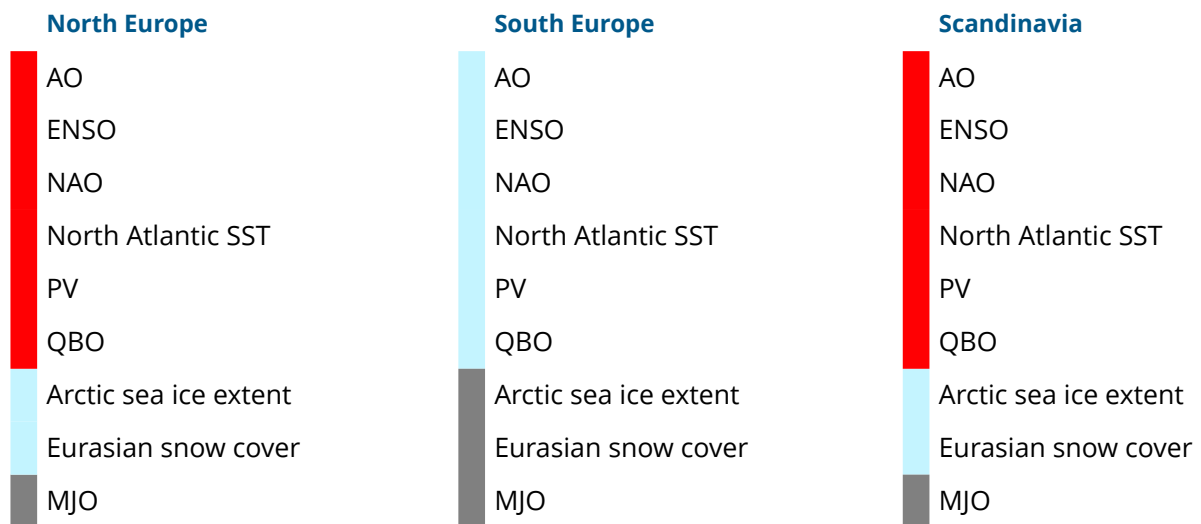 North Europe
AO
ENSO
NAO
North Atlantic SST
PV
QBO
Arctic sea ice extent
Eurasian snow cover
MJO
South Europe
AO
ENSO
NAO
North Atlantic SST
PV
QBO
Arctic sea ice extent
Eurasian snow cover
MJO
Scandinavia
AO
ENSO
NAO
North Atlantic SST
PV
QBO
Arctic sea ice extent
Eurasian snow cover
MJO